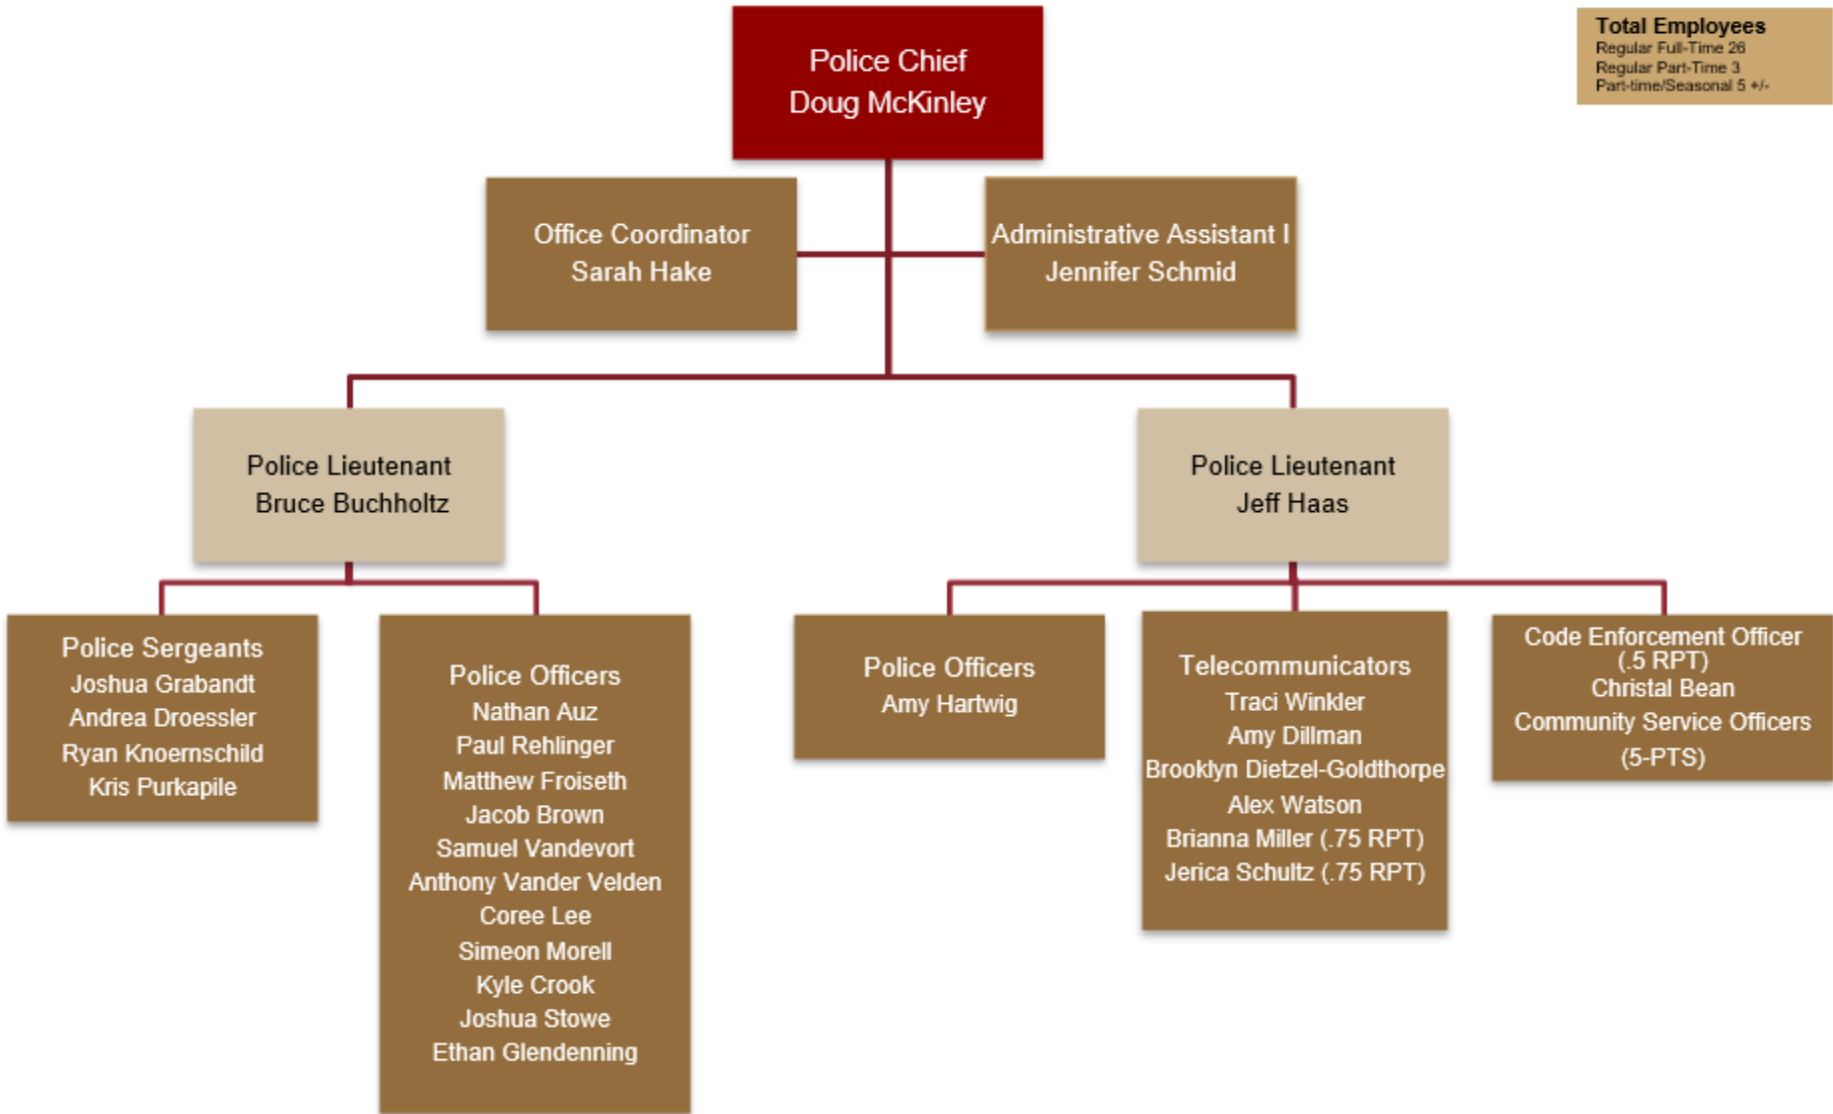 Police Chief
Doug McKinley
Total Employees
Regular Full-Time 26
Regular Part-Time 3
Part-time/Seasonal 5 +/-
Office Coordinator
Sarah Hake
Administrative Assistant I
Jennifer Schmid
Police Lieutenant
Bruce Buchholtz
Police Lieutenant
Jeff Haas
Police Sergeants
Joshua Grabandt
Andrea Droessler
Ryan Knoernschild
Kris Purkapile
Police Officers
Nathan Auz
Paul Rehlinger
Matthew Froiseth
Jacob Brown
Samuel Vandevort
Anthony Vander Velden
Coree Lee
Simeon Morell
Kyle Crook
Joshua Stowe
Ethan Glendenning
Police Officers
Amy Hartwig
Telecommunicators
Traci Winkler
Amy Dillman
Brooklyn Dietzel-Goldthorpe
Alex Watson
Brianna Miller (.75 RPT)
Jerica Schultz (.75 RPT)
Code Enforcement Officer
(.5 RPT)
Christal Bean
Community Service Officers
(5-PTS)